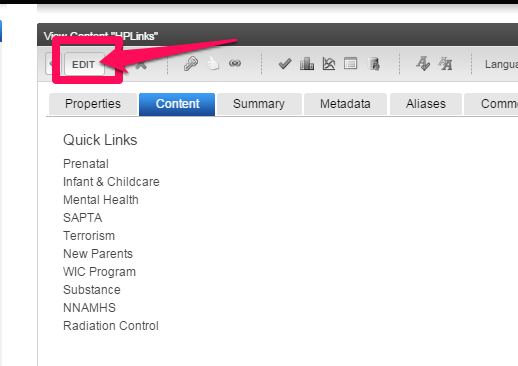 View Content "HPLinks"
EDIT
Langua
Properties Content Summary Metadata Aliases Comm
Quick Links
Prenatal
Infant & Childcare
Mental Health
SAPTA
Terrorism
New Parents
WIC Program
Substance
NNAMHS
Radiation Control